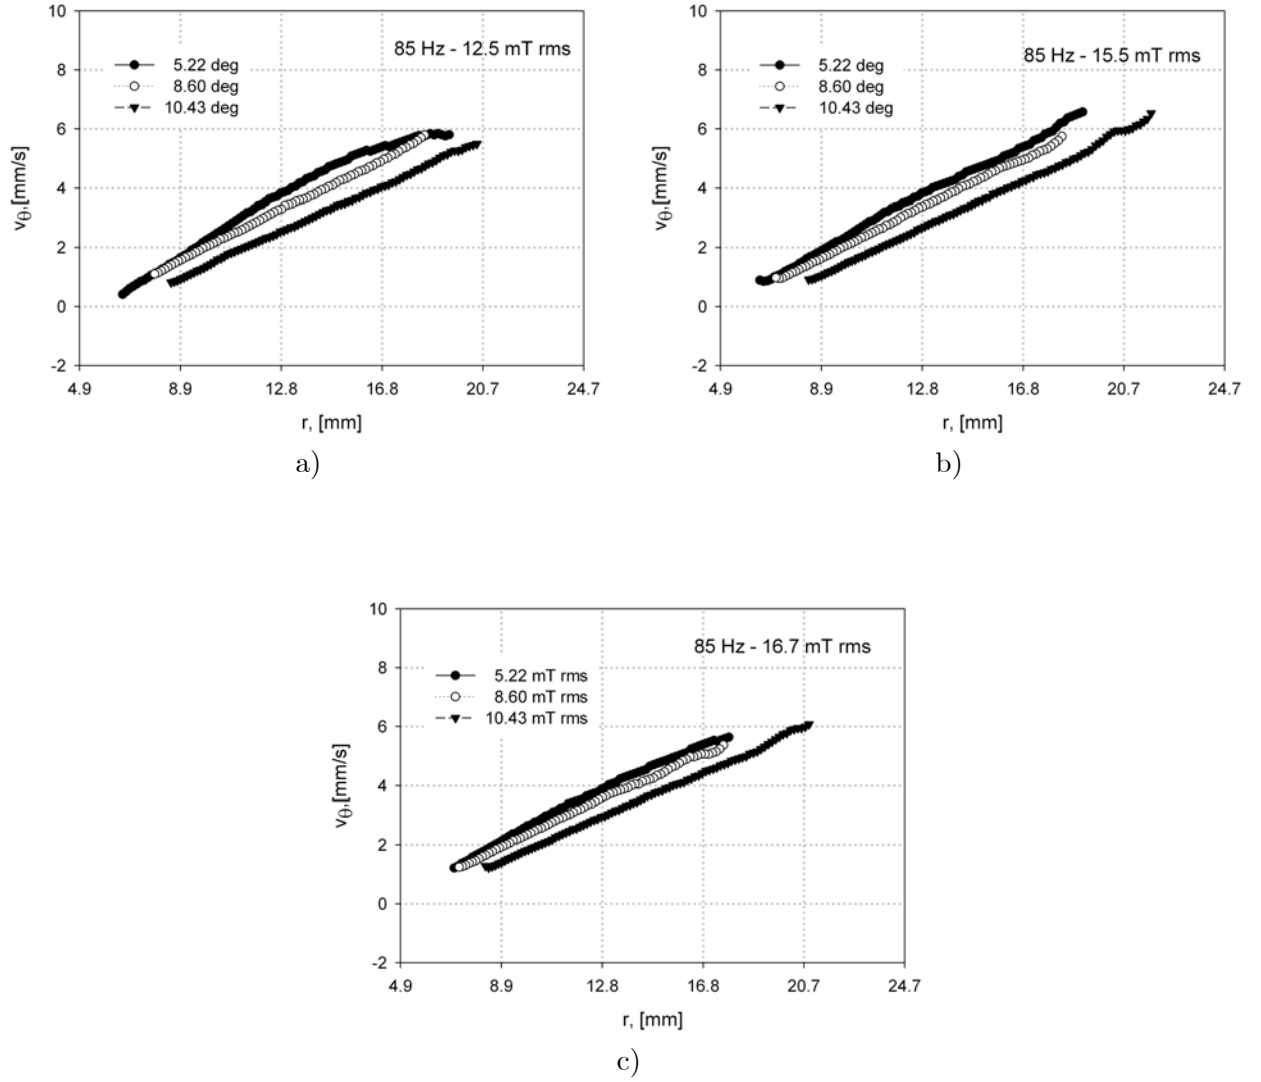 85 Hz - 12.5 mT rms
5.22 deg
8.60 deg
10.43 deg
10
8
6
4
2
0
-2
vθ,[mm/s]
4.9 8.9 12.8 16.8 20.7 24.7
r, [mm]
a)
85 Hz - 15.5 mT rms
5.22 deg
8.60 deg
10.43 deg
10
8
6
4
2
0
-2
vθ,[mm/s]
4.9 8.9 12.8 16.8 20.7 24.7
r, [mm]
b)
85 Hz - 16.7 mT rms
5.22 mT rms
8.60 mT rms
10.43 mT rms
10
8
6
4
2
0
-2
vθ,[mm/s]
4.9 8.9 12.8 16.8 20.7 24.7
r, [mm]
c)